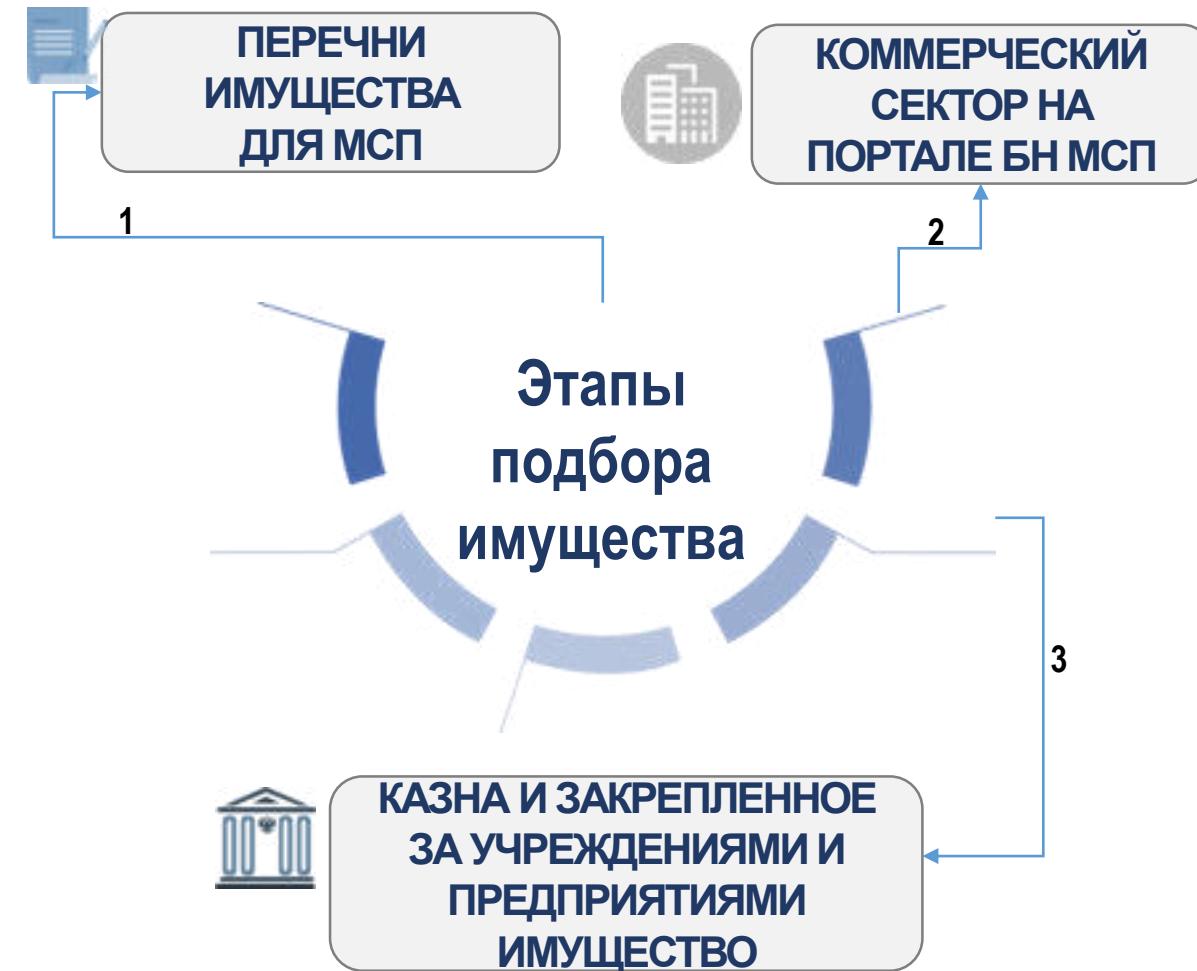 ПЕРЕЧНИ
ИМУЩЕСТВА
ДЛЯ МСП
КОММЕРЧЕСКИЙ
СЕКТОР НА
ПОРТАЛЕ БН МСП
1
2
Этапы
подбора
имущества
3
КАЗНА И ЗАКРЕПЛЕННОЕ
ЗА УЧРЕЖДЕНИЯМИ И
ПРЕДПРИЯТИЯМИ
ИМУЩЕСТВО